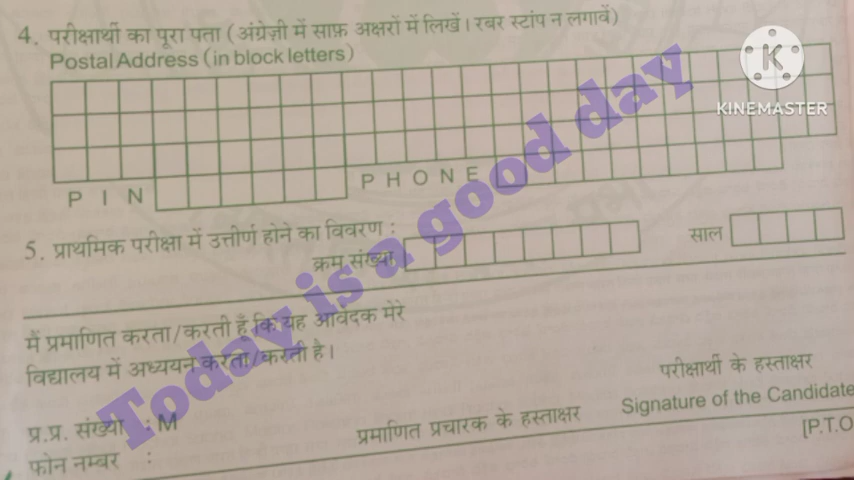 4. परीक्षार्थी का पूरा पता (अंग्रेज़ी में साफ़ अक्षरों में लिखें। रबर स्टांप न लगावें)
Postal Address (in block letters)
KINEMASTER
PIN
PHONE
5. प्राथमिक परीक्षा में उत्तीर्ण होने का विवरण :
क्रम संख्या
साल
मैं प्रमाणित करता/करती हूँ कि यह आवेदक मेरे
विद्यालय में अध्ययन करता/करती है।
परीक्षार्थी के हस्ताक्षर
Signature of the Candidate
प्र.प्र. संख्या : M
प्रमाणित प्रचारक के हस्ताक्षर
[P.T.O
फोन नम्बर :
Today is a good day